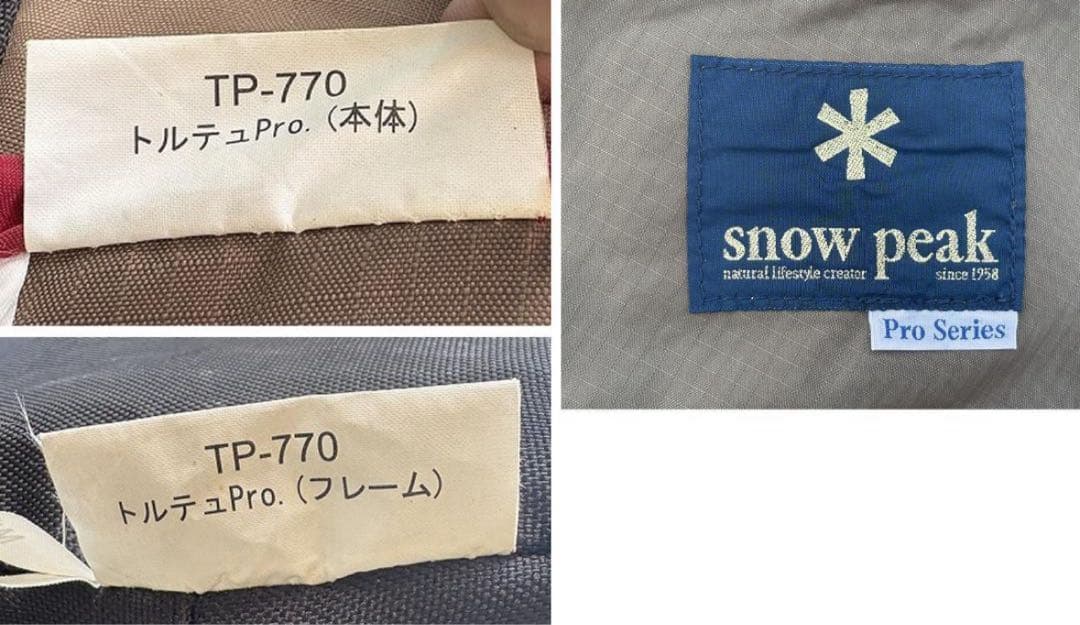 TP-770
トルテュPro.（本体）
TP-770
トルテュPro.（フレーム）
snow peak
natural lifestyle creator since 1958
Pro Series